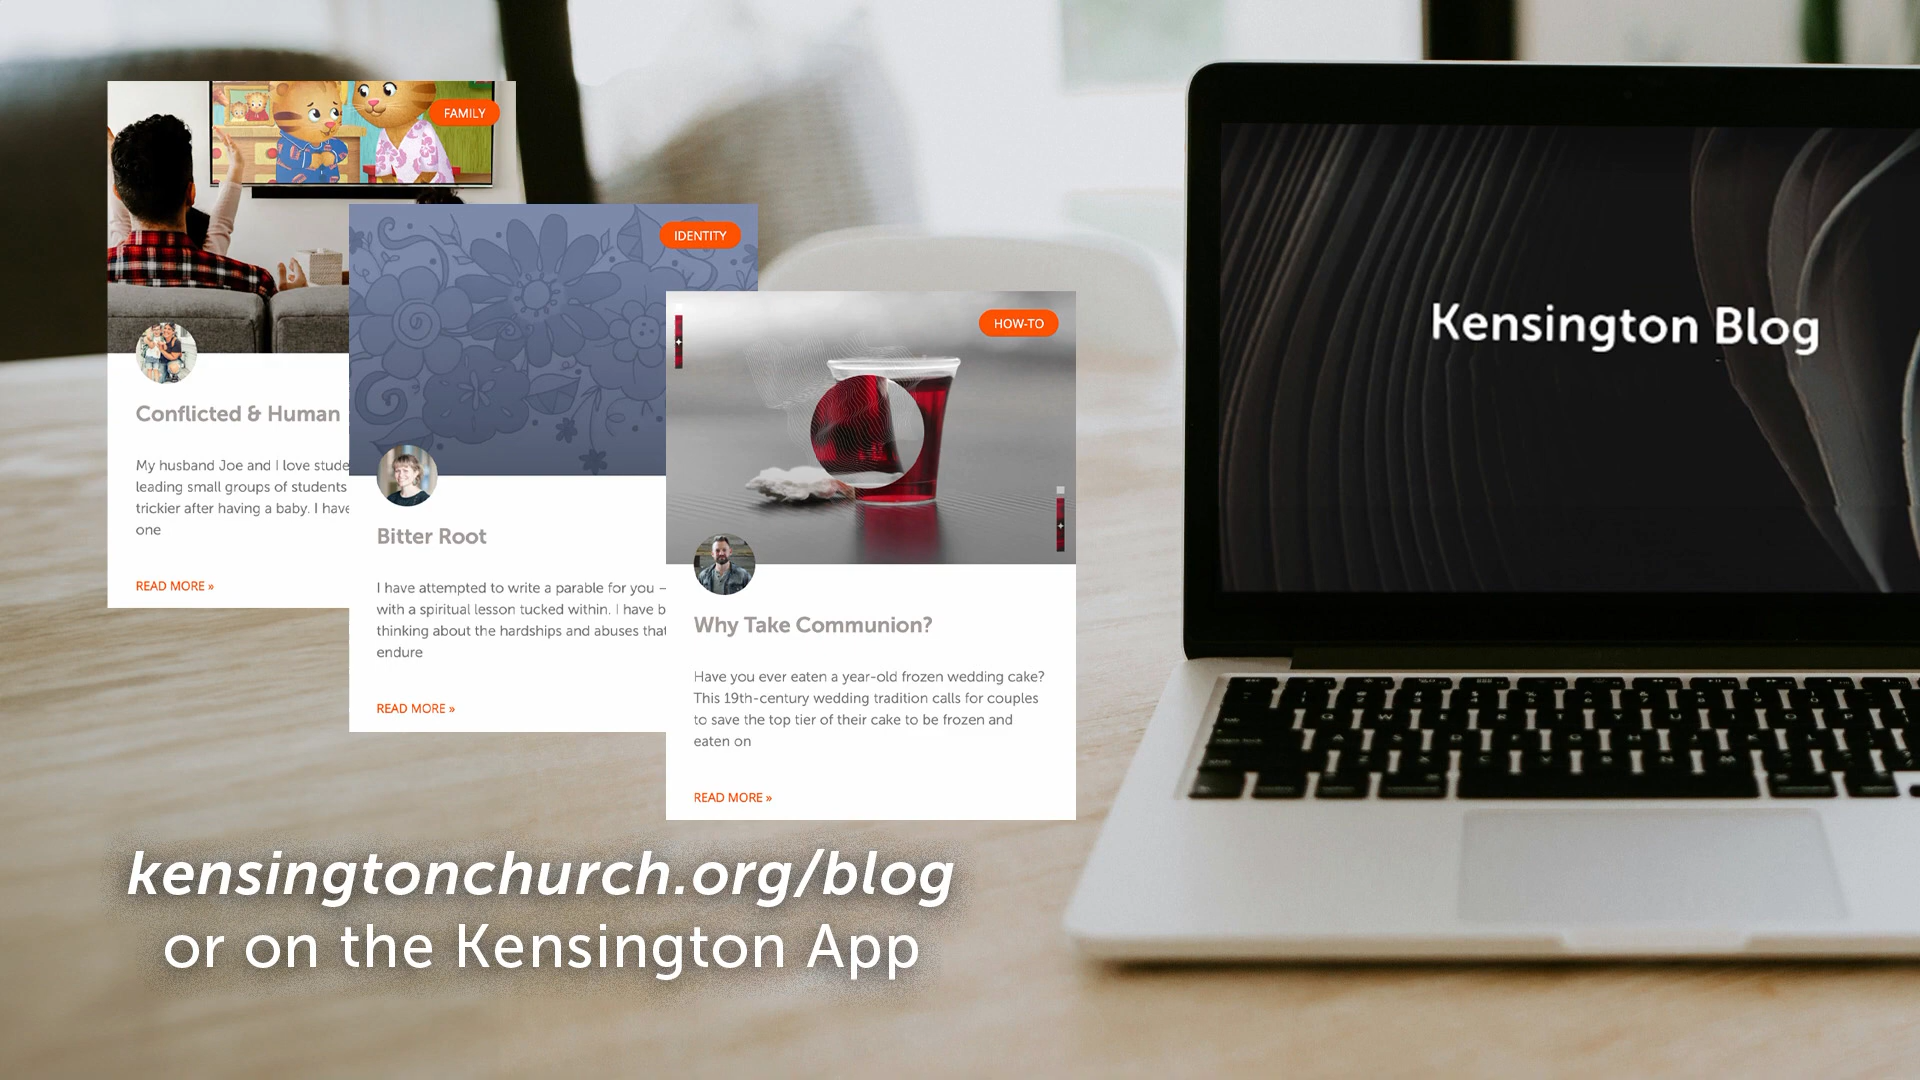 FAMILY
Conflicted & Human
My husband Joe and I love stude
leading small groups of students
trickier after having a baby. I have
one
READ MORE »
IDENTITY
Bitter Root
I have attempted to write a parable for you –
with a spiritual lesson tucked within. I have b
thinking about the hardships and abuses that
endure
READ MORE »
HOW-TO
Why Take Communion?
Have you ever eaten a year-old frozen wedding cake?
This 19th-century wedding tradition calls for couples
to save the top tier of their cake to be frozen and
eaten on
READ MORE »
Kensington Blog
kensingtonchurch.org/blog
or on the Kensington App